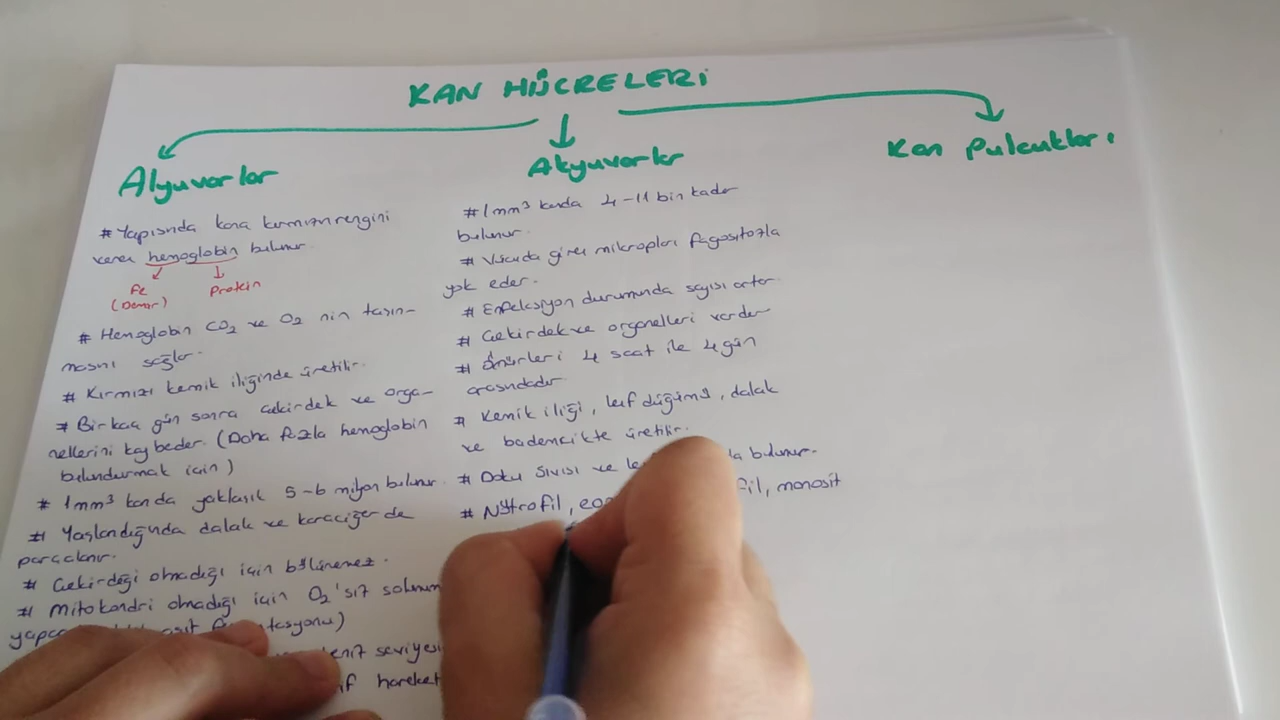 KAN HÜCRELERİ
Alyuvarlar
# Yapısında kana kırmızı rengini
veren hemoglobin bulunur.
Fe
(Demir)
Protein
# Hemoglobin CO2 ve O2 nin taşın-
masını sağlar.
# Kırmızı kemik iliğinde üretilir.
# Birkaç gün sonra çekirdek ve orga-
nellerini kaybeder. (Daha fazla hemoglobin
bulundurmak için)
# 1mm³ kanda yaklaşık 5-6 milyon bulunur.
# Yaşlandığında dalak ve karaciğerde
parçalanır.
# Çekirdeği olmadığı için bölünemez.
# Mitokondri olmadığı için O2'siz solunum
asit
seviyesi
hareket
Akyuvarlar
# 1mm³ kanda 4-11 bin kadar
bulunur.
# Vücuda giren mikropları fagositozla
yok eder.
# Enfeksiyon durumunda sayısı artar.
# Çekirdek ve organelleri vardır
# Ömürleri 4 saat ile 4 gün
arasındadır.
# Kemik iliği, lenf düğümü, dalak
ve bademcikte üretilir.
# Doku sıvısı ve bulunur.
# Nötrofil, monosit
Kan Pulcukları